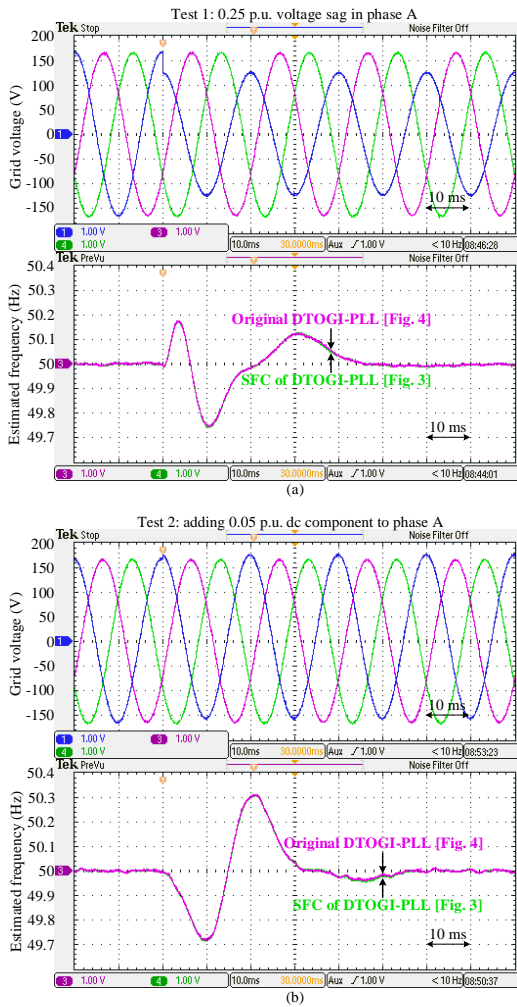 Test 1: 0.25 p.u. voltage sag in phase A
Tek Stop Noise Filter Off
200
150
100
50
0
-50
-100
-150
Grid voltage (V)
1
10 ms
1 1.00 V 3 1.00 V
4 1.00 V 10.0ms 30.0000ms Aux 1.00 V < 10 Hz 08:46:28
Tek PreVu Noise Filter Off
50.4
50.3
50.2
50.1
50
49.9
49.8
49.7
Estimated frequency (Hz)
3
Original DTOGI-PLL [Fig. 4]
SFC of DTOGI-PLL [Fig. 3]
10 ms
3 1.00 V 4 1.00 V 10.0ms 30.0000ms Aux 1.00 V < 10 Hz 08:44:01
(a)
Test 2: adding 0.05 p.u. dc component to phase A
Tek Stop Noise Filter Off
200
150
100
50
0
-50
-100
-150
Grid voltage (V)
1
10 ms
1 1.00 V 3 1.00 V
4 1.00 V 10.0ms 30.0000ms Aux 1.00 V < 10 Hz 08:53:23
Tek PreVu Noise Filter Off
50.4
50.3
50.2
50.1
50
49.9
49.8
49.7
Estimated frequency (Hz)
3
Original DTOGI-PLL [Fig. 4]
SFC of DTOGI-PLL [Fig. 3]
10 ms
3 1.00 V 4 1.00 V 10.0ms 30.0000ms Aux 1.00 V < 10 Hz 08:50:37
(b)